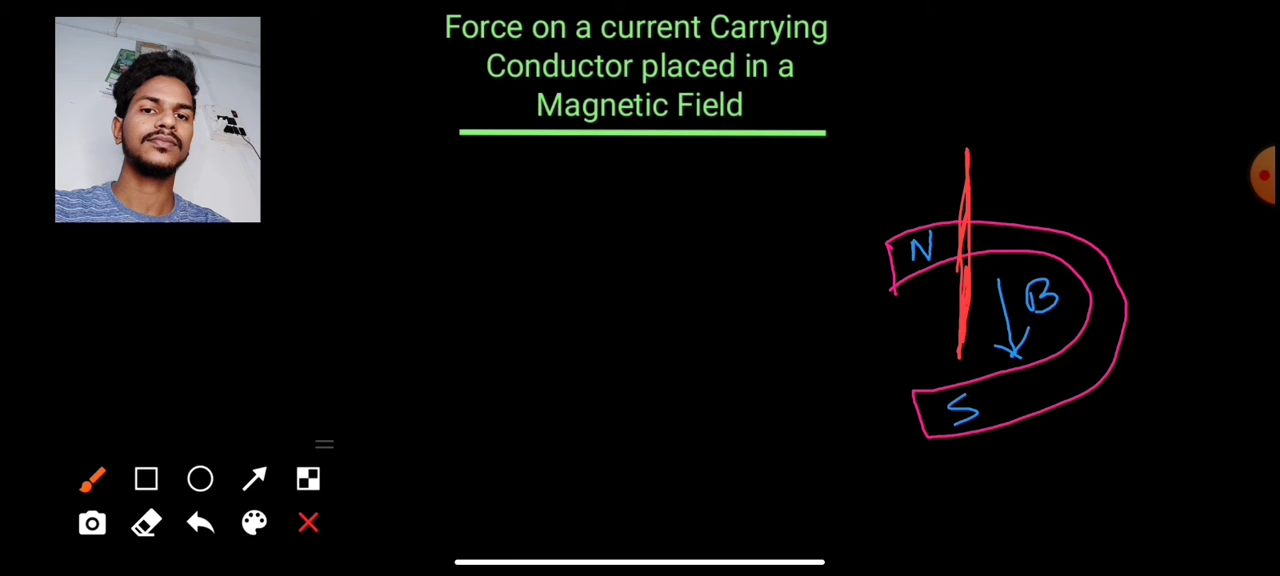 Force on a current Carrying
Conductor placed in a
Magnetic Field
N
B
S